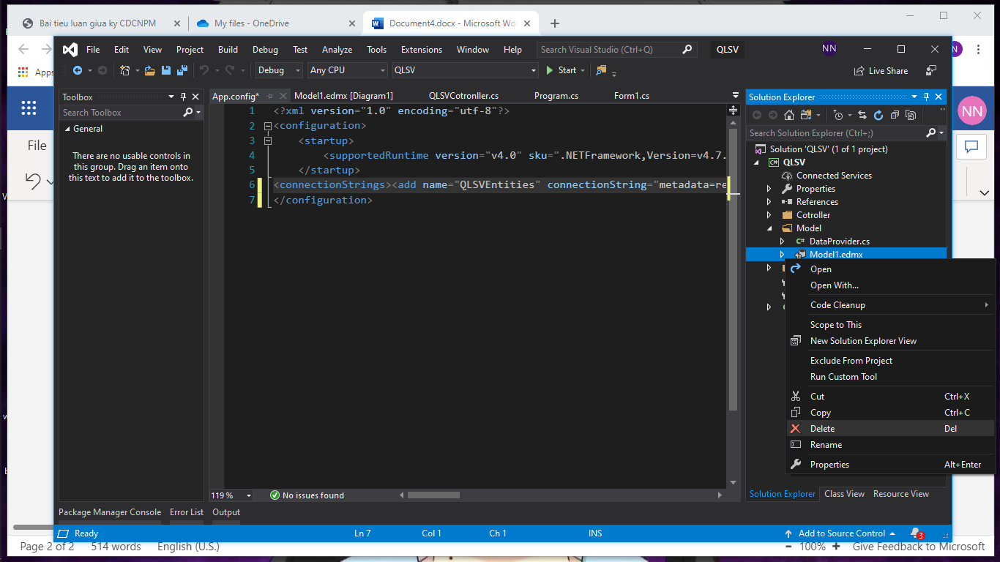 Bai tieu luan giua ky CDCNPM
My files - OneDrive
Document4.docx - Microsoft Wo
Apps
File Edit View Project Build Debug Test Analyze Tools Extensions Window Help
Search Visual Studio (Ctrl+Q)
QLSV
NN
Debug
Any CPU
QLSV
Start
Live Share
Toolbox
Search Toolbox
General
There are no usable controls in
this group. Drag an item onto
this text to add it to the toolbox.
App.config*
Model1.edmx [Diagram1]
QLSVCotronller.cs
Program.cs
Form1.cs
1 <?xml version="1.0" encoding="utf-8"?>
2 <configuration>
3 <startup>
4 <supportedRuntime version="v4.0" sku=".NETFramework,Version=v4.7.
5 </startup>
6 <connectionStrings><add name="QLSVEntities" connectionString="metadata=re
7 </configuration>
119 %
No issues found
Solution Explorer
Search Solution Explorer (Ctrl+;)
Solution 'QLSV' (1 of 1 project)
C# QLSV
Connected Services
Properties
References
Cotroller
Model
C# DataProvider.cs
Model1.edmx
Open
Open With...
Code Cleanup
Scope to This
New Solution Explorer View
Exclude From Project
Run Custom Tool
Cut Ctrl+X
Copy Ctrl+C
Delete Del
Rename
Properties Alt+Enter
Solution Explorer Class View Resource View
Package Manager Console Error List Output
Ready
Ln 7 Col 1 Ch 1 INS
Add to Source Control
3
File
NN
Page 2 of 2 514 words English (U.S.)
100% Give Feedback to Microsoft